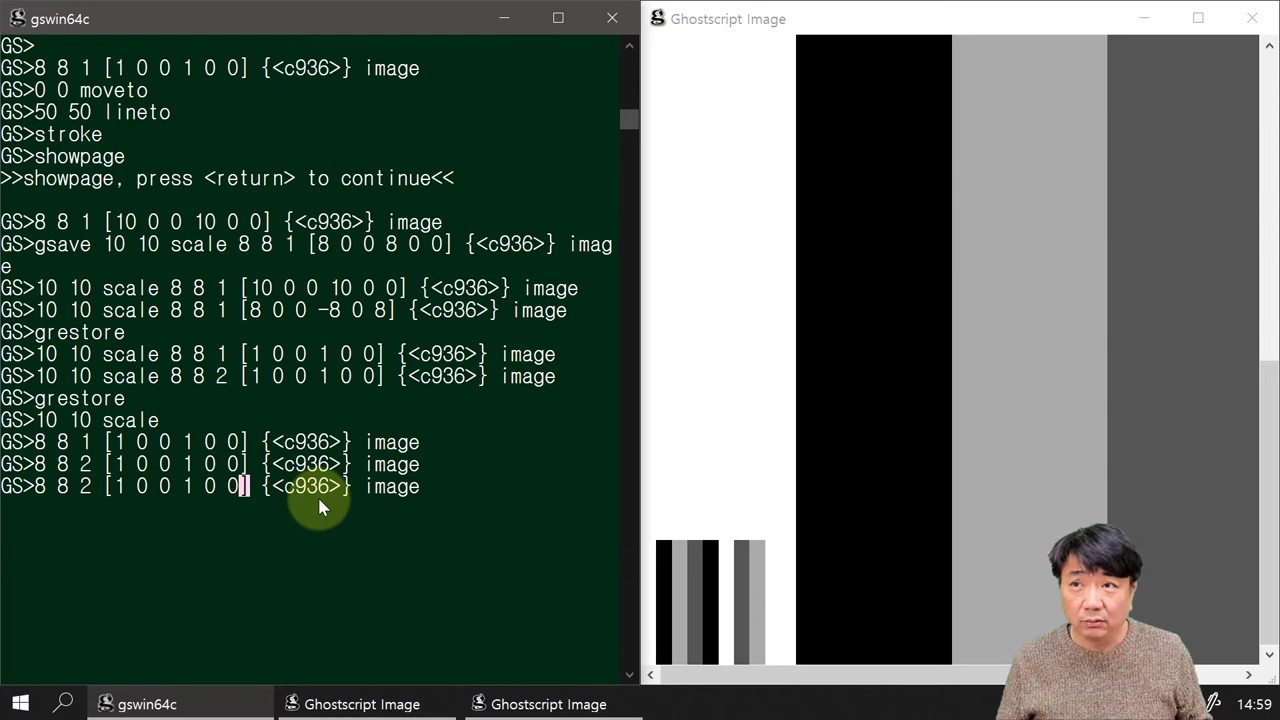 gswin64c
GS>
GS>8 8 1 [1 0 0 1 0 0] {<c936>} image
GS>0 0 moveto
GS>50 50 lineto
GS>stroke
GS>showpage
>>showpage, press <return> to continue<<
GS>8 8 1 [10 0 0 10 0 0] {<c936>} image
GS>gsave 10 10 scale 8 8 1 [8 0 0 8 0 0] {<c936>} imag
e
GS>10 10 scale 8 8 1 [10 0 0 10 0 0] {<c936>} image
GS>10 10 scale 8 8 1 [8 0 0 -8 0 8] {<c936>} image
GS>grestore
GS>10 10 scale 8 8 1 [1 0 0 1 0 0] {<c936>} image
GS>10 10 scale 8 8 2 [1 0 0 1 0 0] {<c936>} image
GS>grestore
GS>10 10 scale
GS>8 8 1 [1 0 0 1 0 0] {<c936>} image
GS>8 8 2 [1 0 0 1 0 0] {<c936>} image
GS>8 8 2 [1 0 0 1 0 0] {<c936>} image
Ghostscript Image
gswin64c
Ghostscript Image
Ghostscript Image
14:59